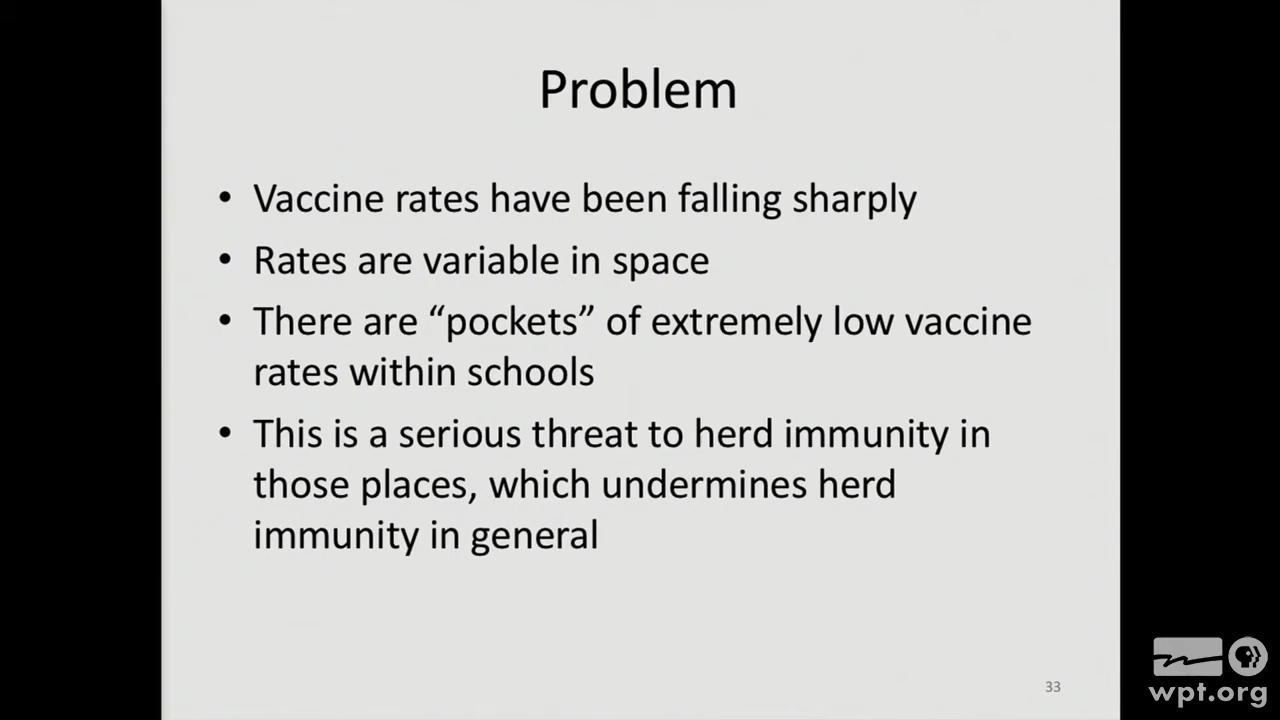 Problem
• Vaccine rates have been falling sharply
• Rates are variable in space
• There are “pockets” of extremely low vaccine
rates within schools
• This is a serious threat to herd immunity in
those places, which undermines herd
immunity in general
33
wpt.org